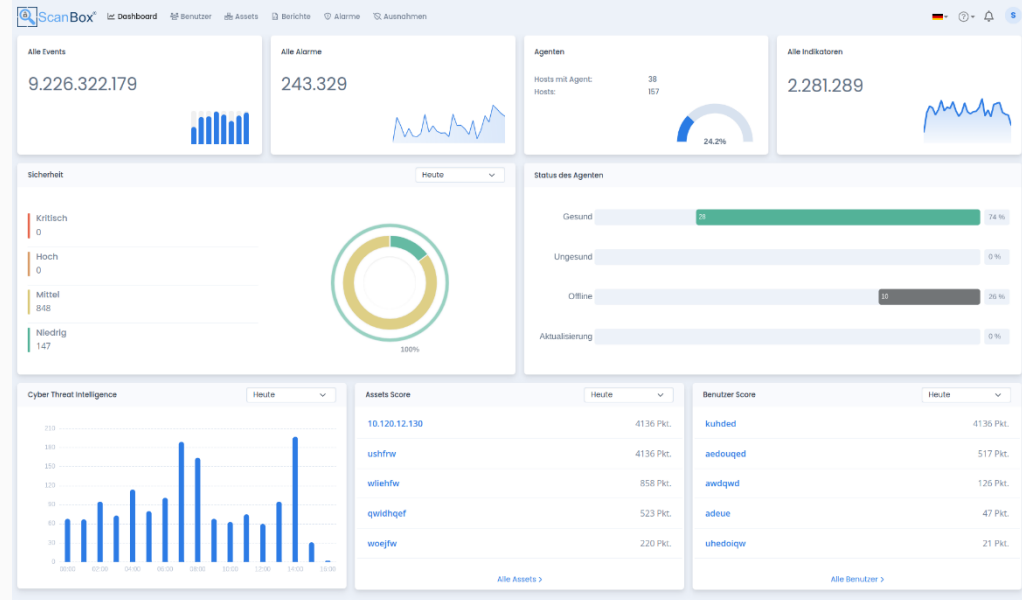 ScanBox®
Dashboard
Benutzer
Assets
Berichte
Alarme
Ausnahmen
S
Alle Events
9.226.322.179
Alle Alarme
243.329
Agenten
Hosts mit Agent: 38
Hosts: 157
24.2%
Alle Indikatoren
2.281.289
Sicherheit
Heute
Kritisch
0
Hoch
0
Mittel
848
Niedrig
147
100%
Status des Agenten
Gesund 28 74 %
Ungesund 0 %
Offline 10 26 %
Aktualisierung 0 %
Cyber Threat Intelligence
Heute
210
180
150
120
90
60
30
0
00:00 02:00 04:00 06:00 08:00 10:00 12:00 14:00 16:00
Assets Score
Heute
10.120.12.130 4136 Pkt.
ushfrw 4136 Pkt.
wliehfw 858 Pkt.
qwidhqef 523 Pkt.
woejfw 220 Pkt.
Alle Assets >
Benutzer Score
Heute
kuhded 4136 Pkt.
aedouqed 517 Pkt.
awdqwd 126 Pkt.
adeue 47 Pkt.
uhedoiqw 21 Pkt.
Alle Benutzer >